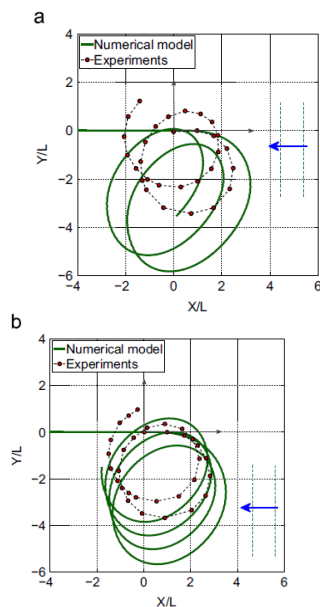 a
4
Numerical model
Experiments
2
0
−2
−4
−6
Y/L
−4 −2 0 2 4 6
X/L
b
4
Numerical model
Experiments
2
0
−2
−4
−6
Y/L
−4 −2 0 2 4 6
X/L